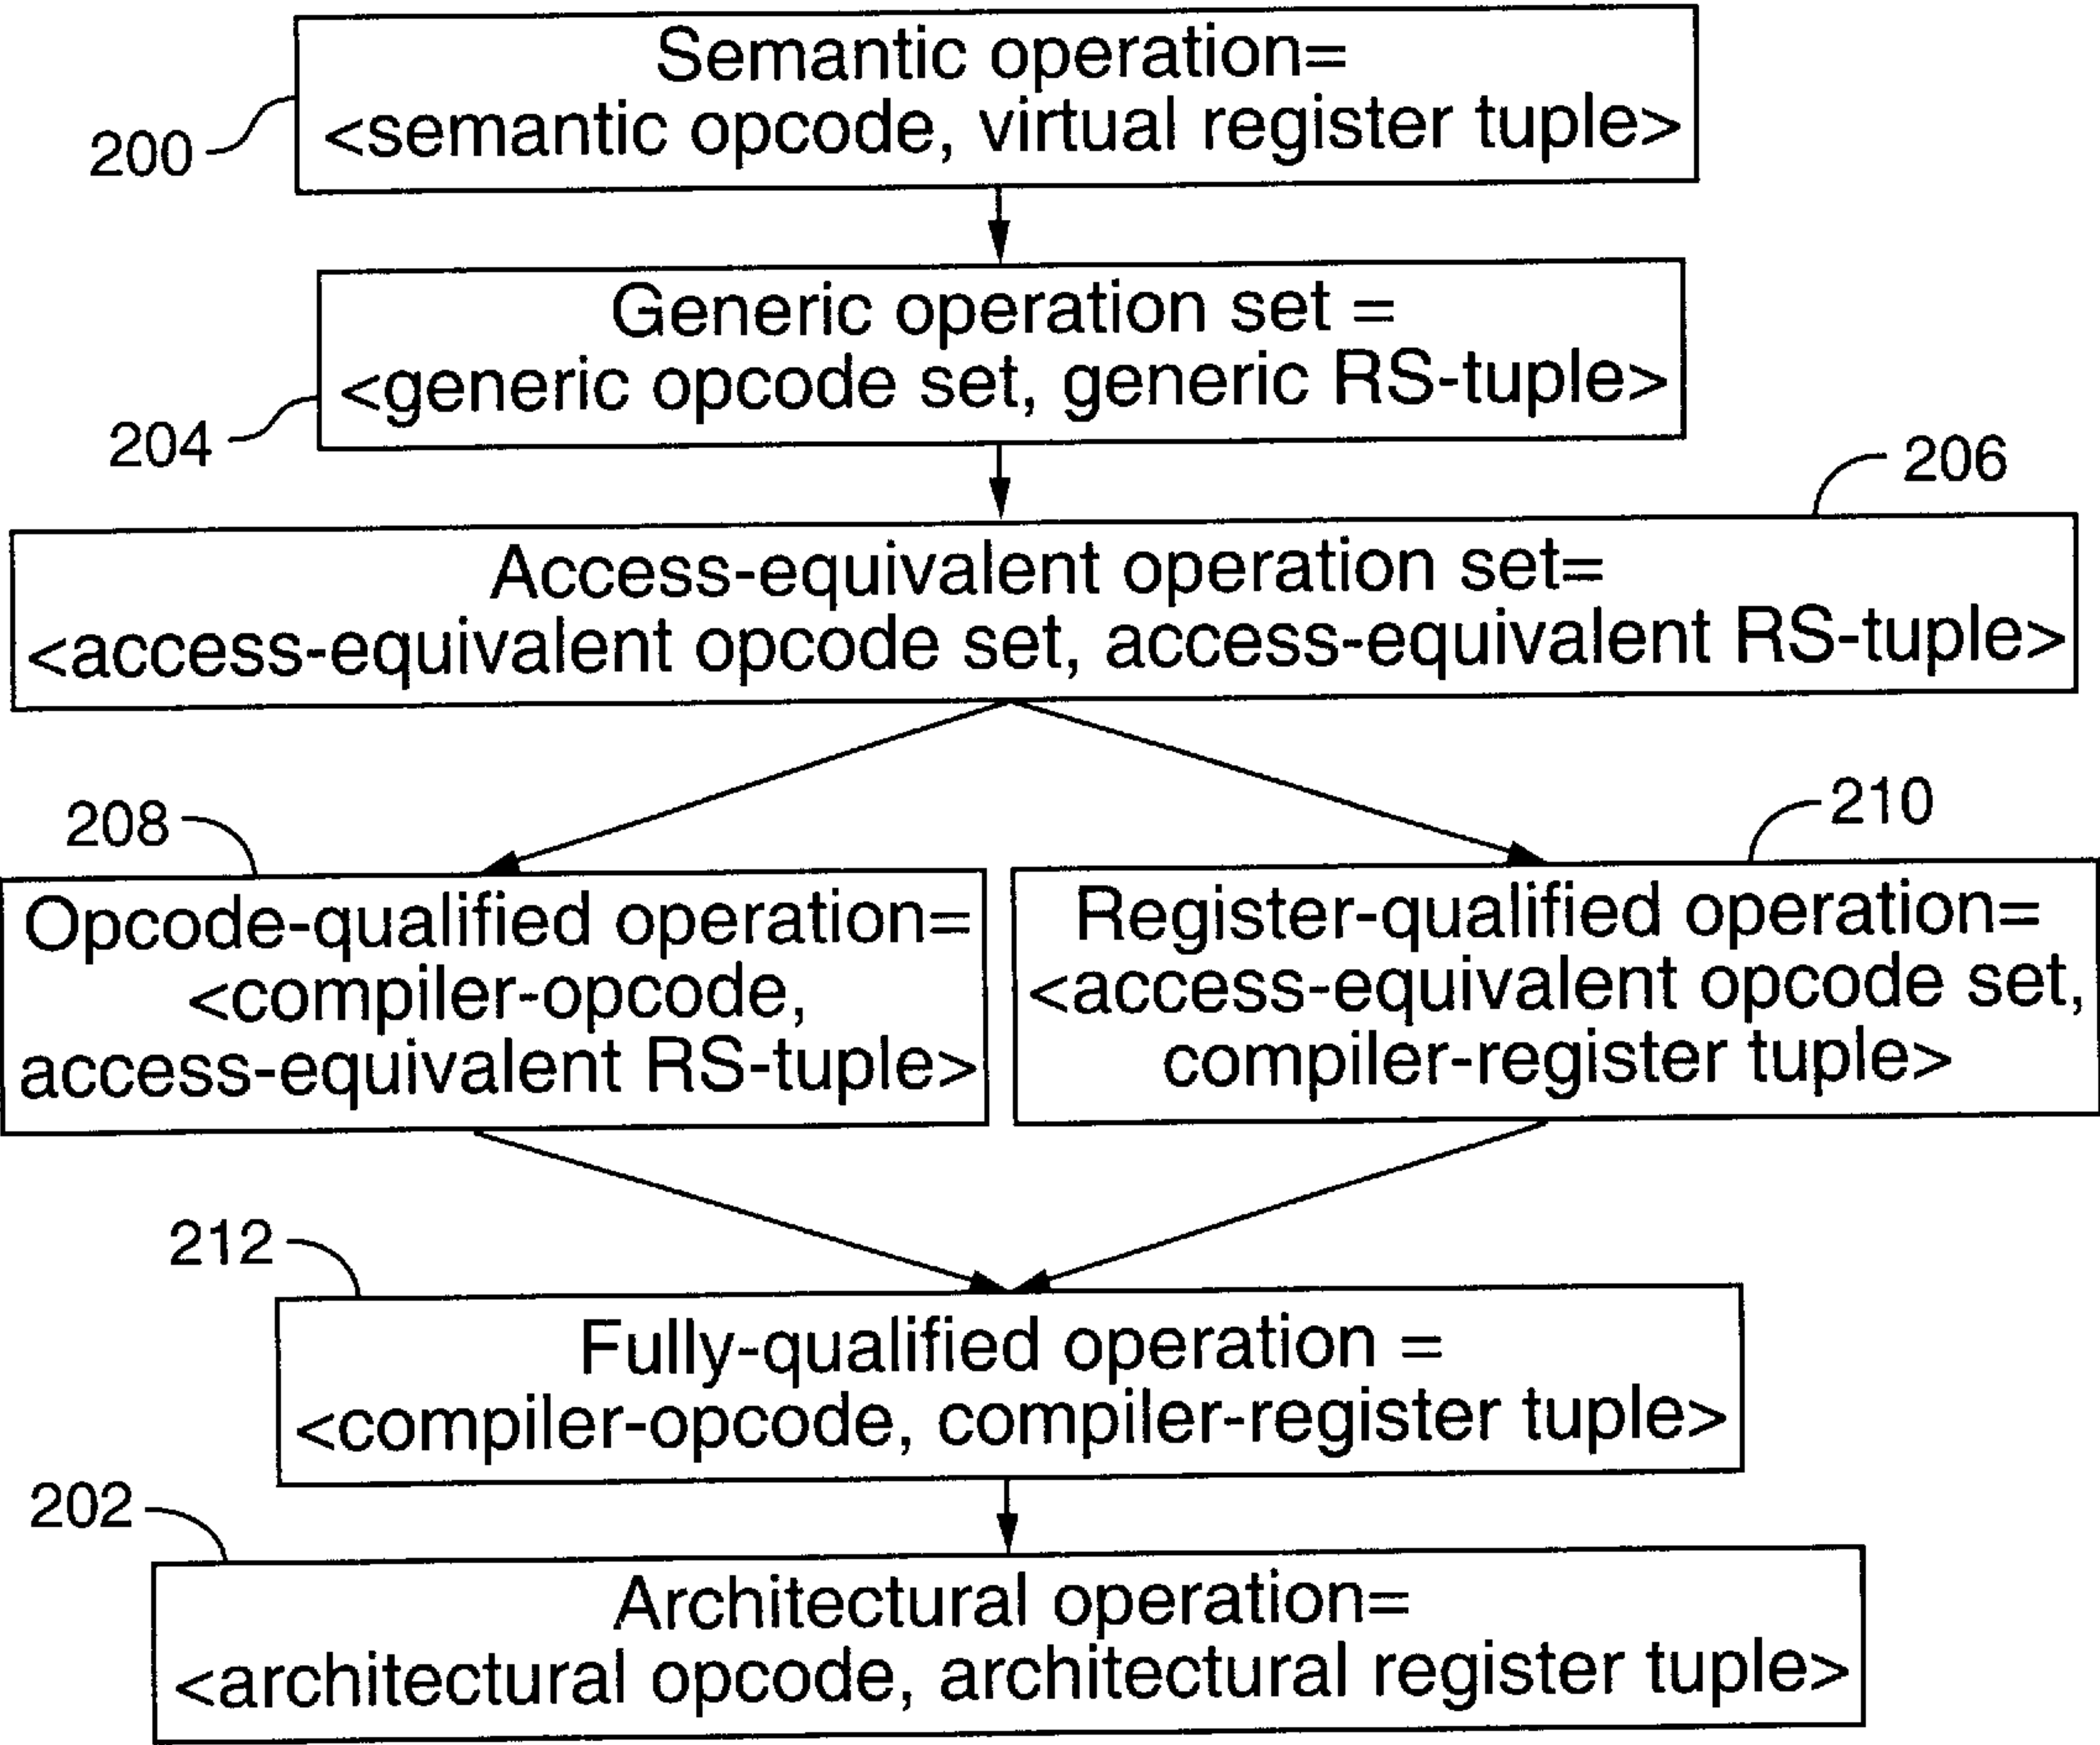 Semantic operation=
<semantic opcode, virtual register tuple>
200
Generic operation set =
<generic opcode set, generic RS-tuple>
204
206
Access-equivalent operation set=
<access-equivalent opcode set, access-equivalent RS-tuple>
208
210
Opcode-qualified operation=
<compiler-opcode,
access-equivalent RS-tuple>
Register-qualified operation=
<access-equivalent opcode set,
compiler-register tuple>
212
Fully-qualified operation =
<compiler-opcode, compiler-register tuple>
202
Architectural operation=
<architectural opcode, architectural register tuple>